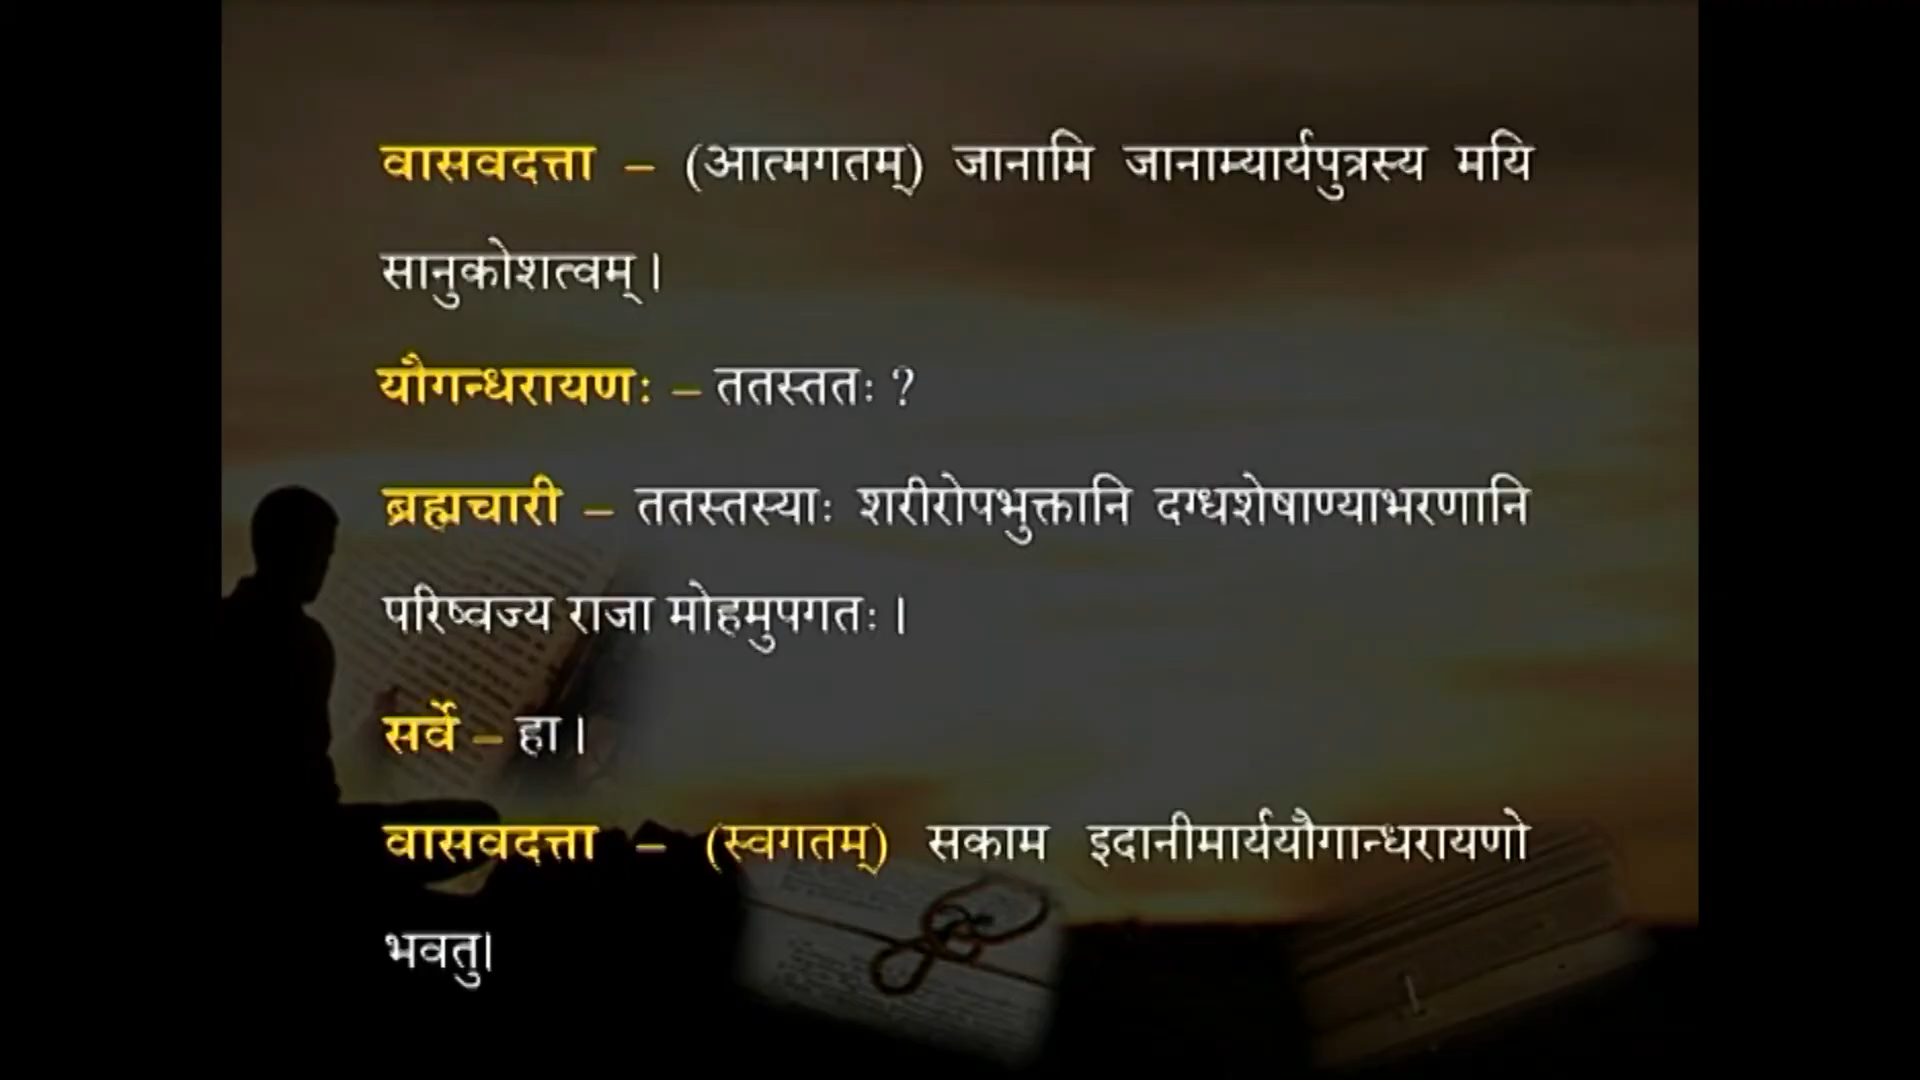 वासवदत्ता – (आत्मगतम्) जानामि जानाम्यार्यपुत्रस्य मयि
सानुकोशत्वम् ।
यौगन्धरायणः – ततस्ततः ?
ब्रह्मचारी – ततस्तस्याः शरीरोपभुक्तानि दग्धशेषाण्याभरणानि
परिष्वज्य राजा मोहमुपगतः ।
सर्वे – हा ।
वासवदत्ता – (स्वगतम्) सकाम इदानीमार्ययौगान्धरायणो
भवतु।